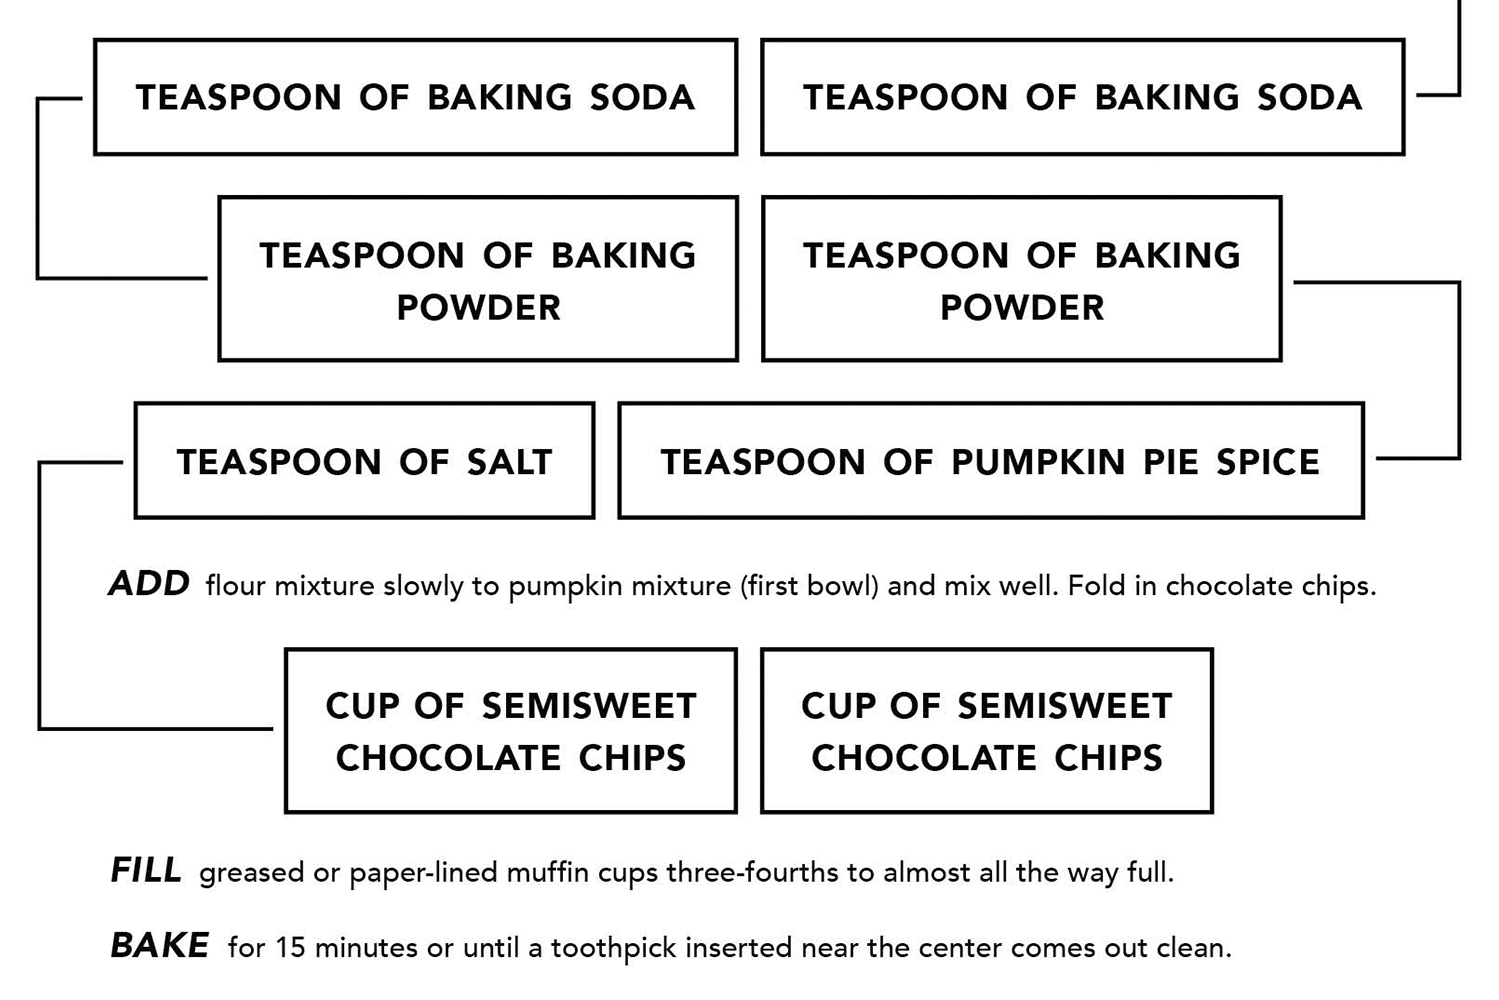 TEASPOON OF BAKING SODA
TEASPOON OF BAKING SODA
TEASPOON OF BAKING
POWDER
TEASPOON OF BAKING
POWDER
TEASPOON OF SALT
TEASPOON OF PUMPKIN PIE SPICE
ADD flour mixture slowly to pumpkin mixture (first bowl) and mix well. Fold in chocolate chips.
CUP OF SEMISWEET
CHOCOLATE CHIPS
CUP OF SEMISWEET
CHOCOLATE CHIPS
FILL greased or paper-lined muffin cups three-fourths to almost all the way full.
BAKE for 15 minutes or until a toothpick inserted near the center comes out clean.